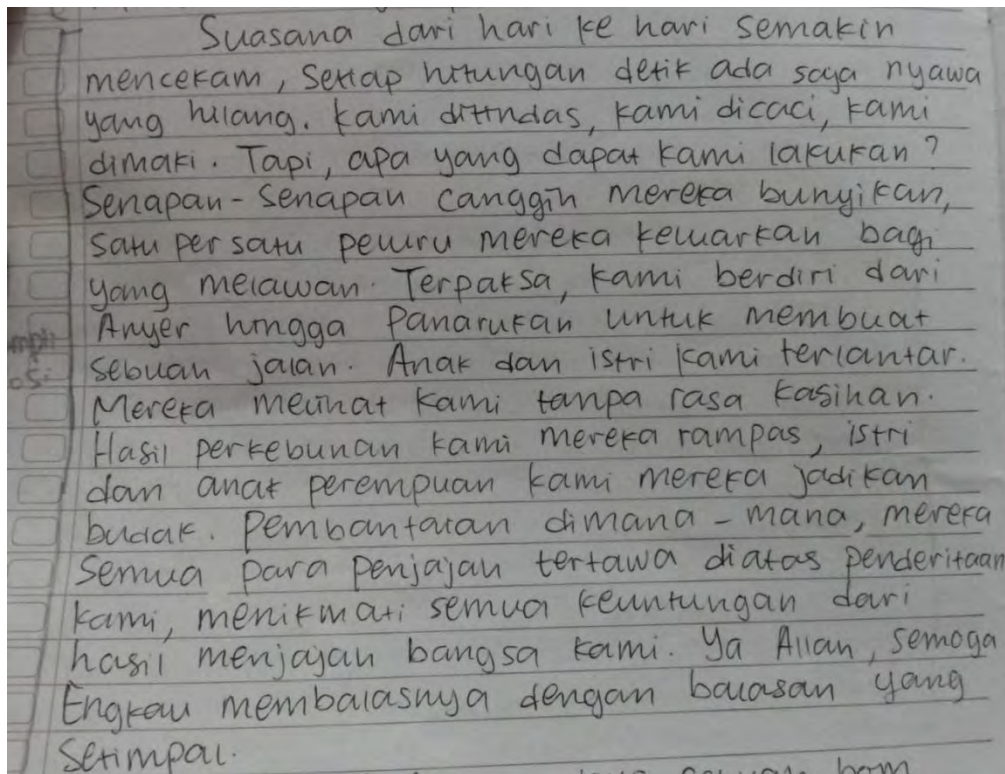 Suasana dari hari ke hari semakin
mencekam, Setiap hitungan detik ada saja nyawa
yang hilang. Kami ditindas, Kami dicaci, Kami
dimaki. Tapi, apa yang dapat Kami lakukan?
Senapan - Senapan canggih mereka bunyikan,
Satu per satu peluru mereka keluarkan bagi
yang melawan. Terpaksa, Kami berdiri dari
Anyer hingga Panarukan untuk membuat
sebuah jalan. Anak dan istri Kami terlantar.
Mereka melihat Kami tanpa rasa kasihan.
Hasil perkebunan Kami mereka rampas, istri
dan anak perempuan Kami mereka jadikan
budak. Pembantaian dimana - mana, mereka
Semua para penjajah tertawa diatas penderitaan
Kami, menikmati semua keuntungan dari
hasil menjajah bangsa Kami. Ya Allah, semoga
Engkau membalasnya dengan balasan yang
Setimpal.